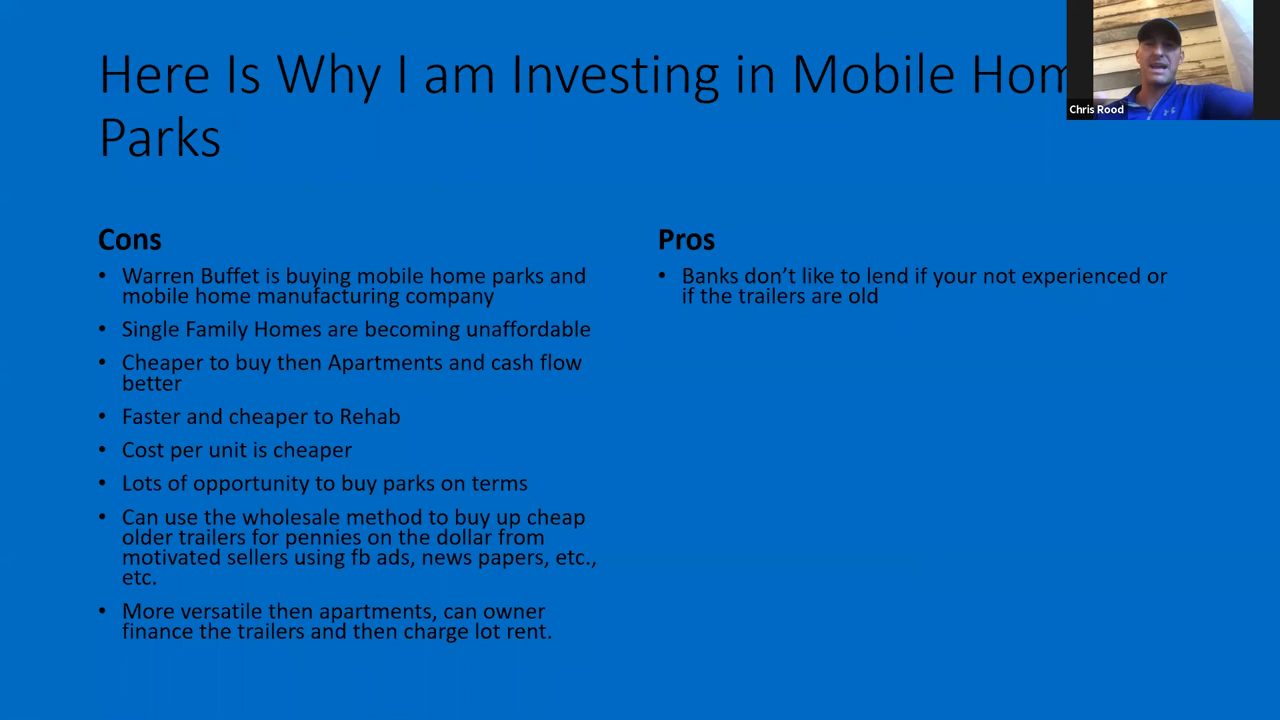 Here Is Why I am Investing in Mobile Hom
Parks
Chris Rood
Cons
• Warren Buffet is buying mobile home parks and
mobile home manufacturing company
• Single Family Homes are becoming unaffordable
• Cheaper to buy then Apartments and cash flow
better
• Faster and cheaper to Rehab
• Cost per unit is cheaper
• Lots of opportunity to buy parks on terms
• Can use the wholesale method to buy up cheap
older trailers for pennies on the dollar from
motivated sellers using fb ads, news papers, etc.,
etc.
• More versatile then apartments, can owner
finance the trailers and then charge lot rent.
Pros
• Banks don’t like to lend if your not experienced or
if the trailers are old